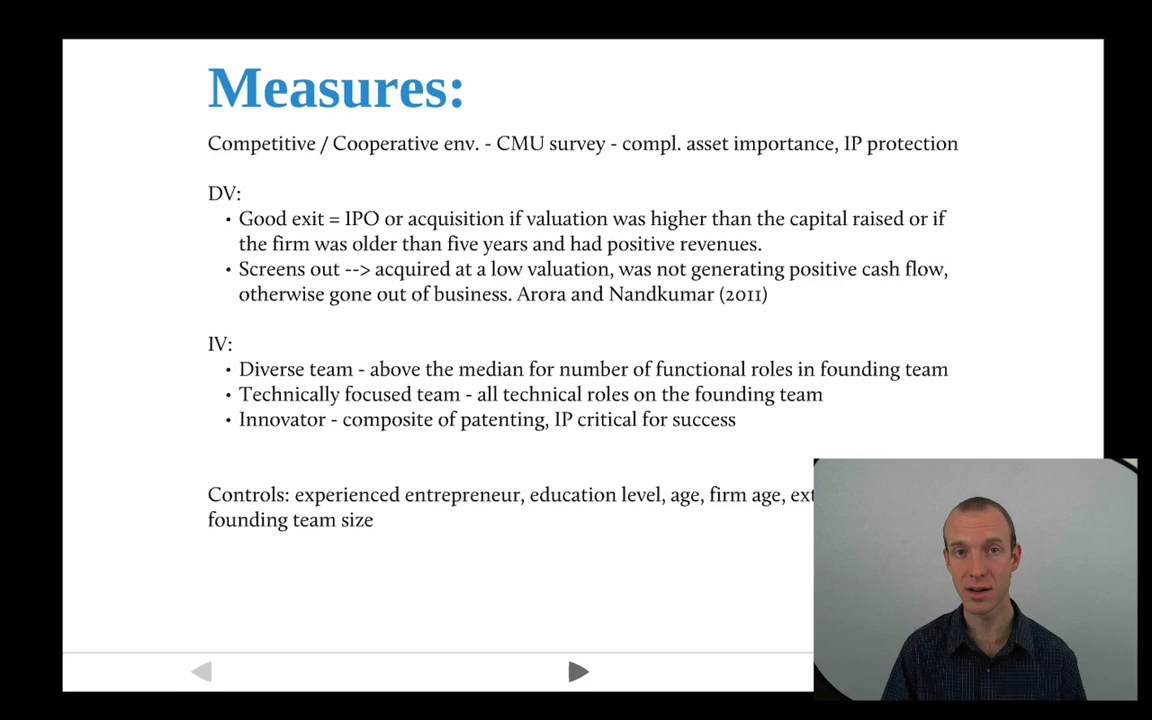 Measures:
Competitive / Cooperative env. - CMU survey - compl. asset importance, IP protection
DV:
• Good exit = IPO or acquisition if valuation was higher than the capital raised or if
the firm was older than five years and had positive revenues.
• Screens out --> acquired at a low valuation, was not generating positive cash flow,
otherwise gone out of business. Arora and Nandkumar (2011)
IV:
• Diverse team - above the median for number of functional roles in founding team
• Technically focused team - all technical roles on the founding team
• Innovator - composite of patenting, IP critical for success
Controls: experienced entrepreneur, education level, age, firm age,
founding team size